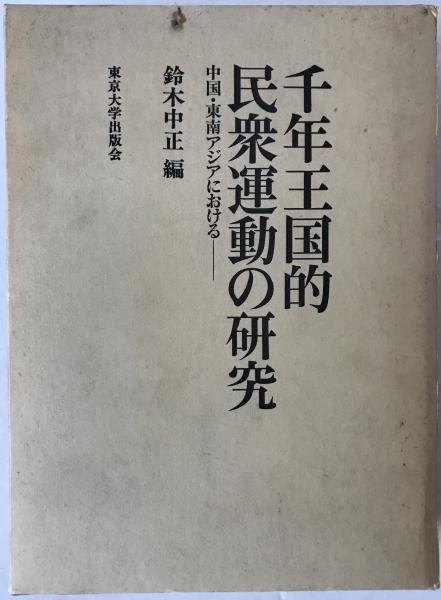 千年王国的
民衆運動の研究
中国・東南アジアにおける――
鈴木中正 編
東京大学出版会